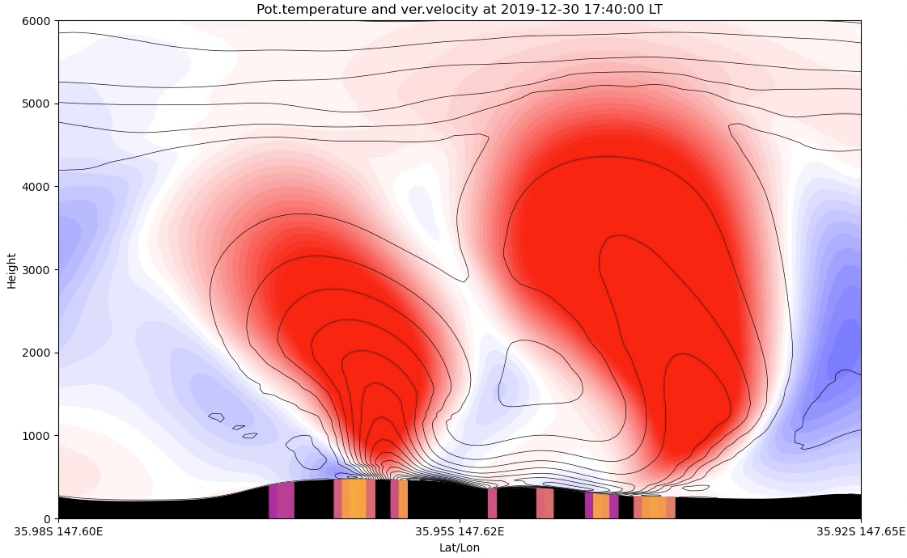 Pot.temperature and ver.velocity at 2019-12-30 17:40:00 LT
6000
5000
4000
3000
2000
1000
0
Height
35.98S 147.60E
35.95S 147.62E
35.92S 147.65E
Lat/Lon